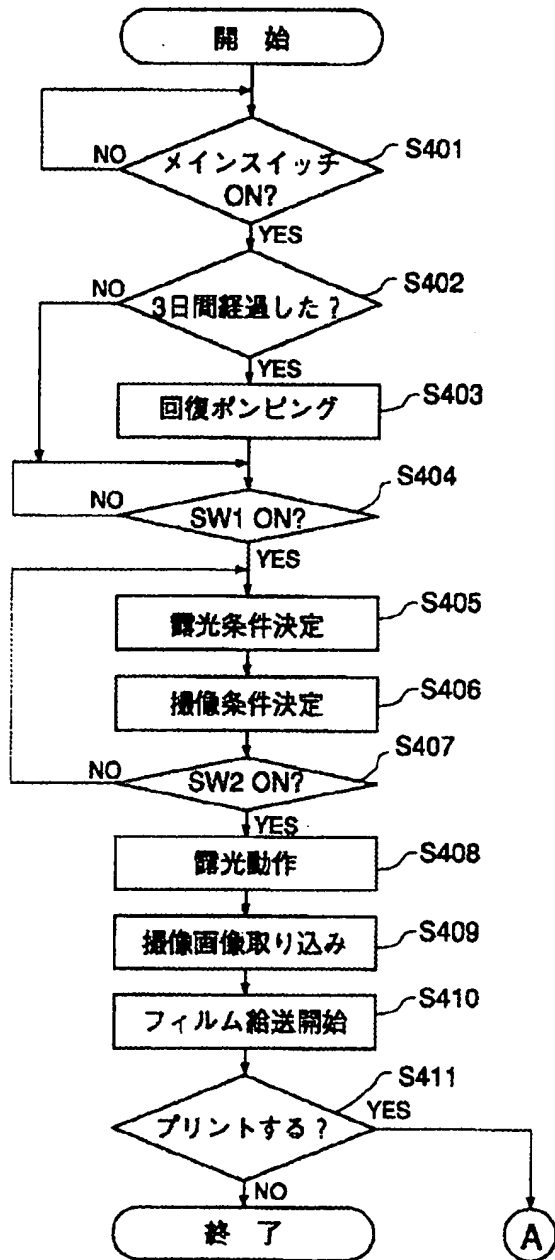 開 始
メインスイッチ
ON?
S401
NO
YES
3日間経過した?
S402
NO
YES
回復ポンピング
S403
SW1 ON?
S404
NO
YES
露光条件決定
S405
撮像条件決定
S406
SW2 ON?
S407
NO
YES
露光動作
S408
撮像画像取り込み
S409
フィルム給送開始
S410
プリントする?
S411
YES
NO
終 了
A